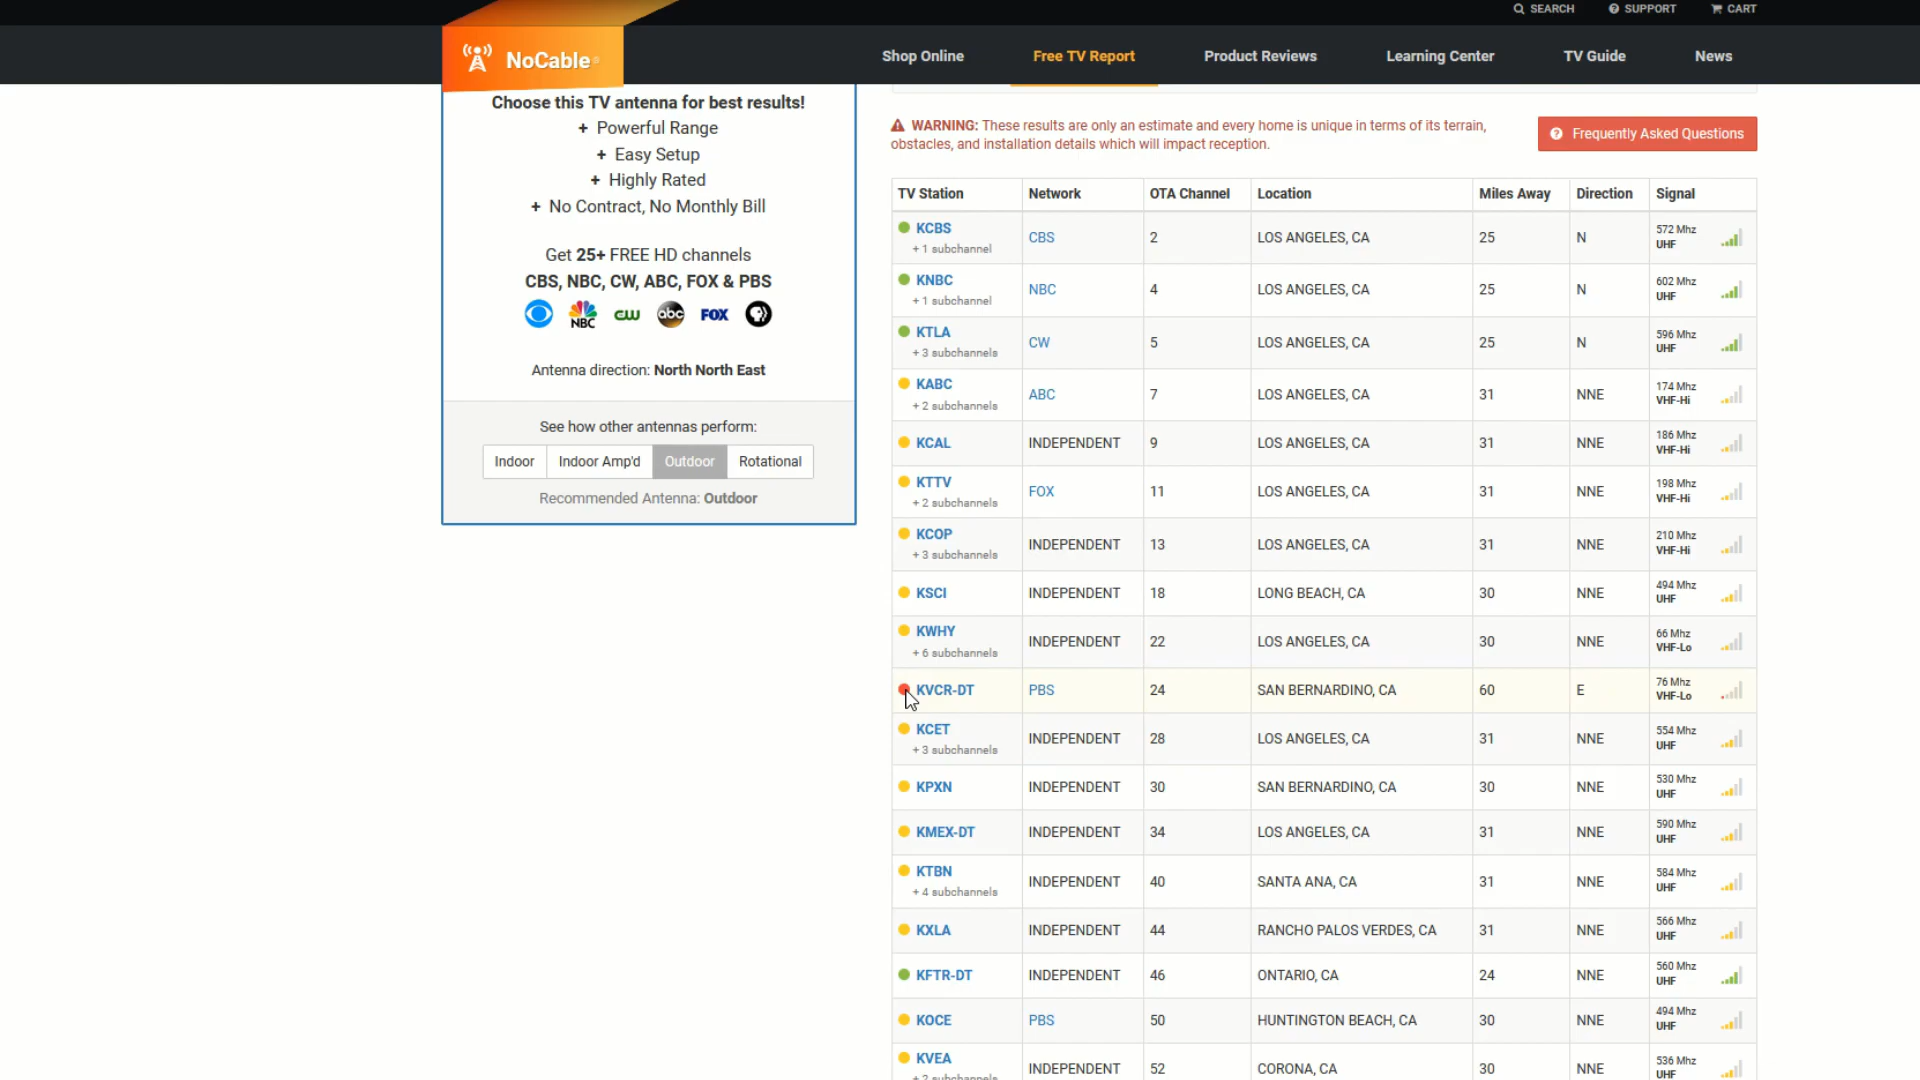 SEARCH SUPPORT CART
NoCable®
Shop Online Free TV Report Product Reviews Learning Center TV Guide News
Choose this TV antenna for best results!
+ Powerful Range
+ Easy Setup
+ Highly Rated
+ No Contract, No Monthly Bill
Get 25+ FREE HD channels
CBS, NBC, CW, ABC, FOX & PBS
NBC CW abc FOX
Antenna direction: North North East
See how other antennas perform:
Indoor Indoor Amp'd Outdoor Rotational
Recommended Antenna: Outdoor
WARNING: These results are only an estimate and every home is unique in terms of its terrain,
obstacles, and installation details which will impact reception.
Frequently Asked Questions
TV Station Network OTA Channel Location Miles Away Direction Signal
KCBS CBS 2 LOS ANGELES, CA 25 N 572 Mhz
+ 1 subchannel UHF
KNBC NBC 4 LOS ANGELES, CA 25 N 602 Mhz
+ 1 subchannel UHF
KTLA CW 5 LOS ANGELES, CA 25 N 596 Mhz
+ 3 subchannels UHF
KABC ABC 7 LOS ANGELES, CA 31 NNE 174 Mhz
+ 2 subchannels VHF-Hi
KCAL INDEPENDENT 9 LOS ANGELES, CA 31 NNE 186 Mhz
VHF-Hi
KTTV FOX 11 LOS ANGELES, CA 31 NNE 198 Mhz
+ 2 subchannels VHF-Hi
KCOP INDEPENDENT 13 LOS ANGELES, CA 31 NNE 210 Mhz
+ 3 subchannels VHF-Hi
KSCI INDEPENDENT 18 LONG BEACH, CA 30 NNE 494 Mhz
UHF
KWHY INDEPENDENT 22 LOS ANGELES, CA 30 NNE 66 Mhz
+ 6 subchannels VHF-Lo
KVCR-DT PBS 24 SAN BERNARDINO, CA 60 E 76 Mhz
VHF-Lo
KCET INDEPENDENT 28 LOS ANGELES, CA 31 NNE 554 Mhz
+ 3 subchannels UHF
KPXN INDEPENDENT 30 SAN BERNARDINO, CA 30 NNE 530 Mhz
UHF
KMEX-DT INDEPENDENT 34 LOS ANGELES, CA 31 NNE 590 Mhz
UHF
KTBN INDEPENDENT 40 SANTA ANA, CA 31 NNE 584 Mhz
+ 4 subchannels UHF
KXLA INDEPENDENT 44 RANCHO PALOS VERDES, CA 31 NNE 566 Mhz
UHF
KFTR-DT INDEPENDENT 46 ONTARIO, CA 24 NNE 560 Mhz
UHF
KOCE PBS 50 HUNTINGTON BEACH, CA 30 NNE 494 Mhz
UHF
KVEA INDEPENDENT 52 CORONA, CA 30 NNE 536 Mhz
+ 2 subchannels UHF